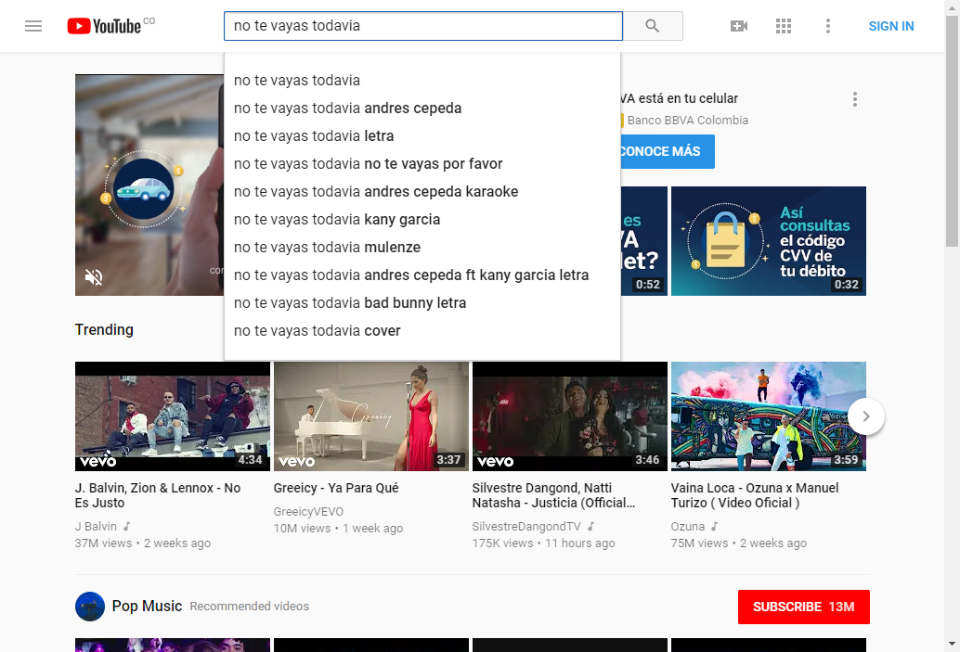 YouTube CO
no te vayas todavia
SIGN IN
no te vayas todavia
no te vayas todavia andres cepeda
no te vayas todavia letra
no te vayas todavia no te vayas por favor
no te vayas todavia andres cepeda karaoke
no te vayas todavia kany garcia
no te vayas todavia mulenze
no te vayas todavia andres cepeda ft kany garcia letra
no te vayas todavia bad bunny letra
no te vayas todavia cover
VA está en tu celular
Banco BBVA Colombia
CONOCE MÁS
con
es
VA
let?
0:52
Así
consultas
el código
CVV de
tu débito
0:32
Trending
vevo
4:34
Greeicy
vevo
3:37
vevo
3:46
3:59
J. Balvin, Zion & Lennox - No
Es Justo
J Balvin
37M views • 2 weeks ago
Greeicy - Ya Para Qué
GreeicyVEVO
10M views • 1 week ago
Silvestre Dangond, Natti
Natasha - Justicia (Official...
SilvestreDangondTV
175K views • 11 hours ago
Vaina Loca - Ozuna x Manuel
Turizo ( Video Oficial )
Ozuna
75M views • 2 weeks ago
Pop Music Recommended videos
SUBSCRIBE 13M